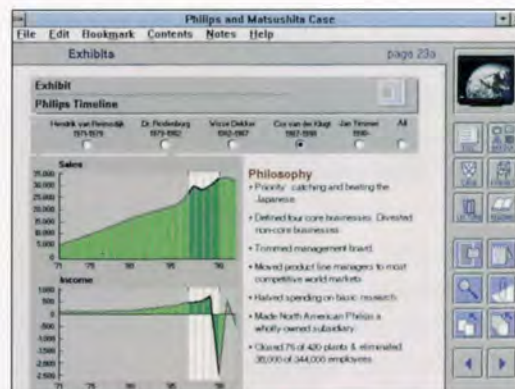 Philips and Matsushita Case
File Edit Bookmark Contents Notes Help
Exhibits page 23a
Exhibit
Philips Timeline
Hendrik van Riemsdijk Dr. Rodenburg Wisse Dekker Cor van der Klugt Jan Timmer All
1971-1979 1979-1982 1982-1987 1987-1990 1990-
Sales
35,000
30,000
25,000
20,000
15,000
10,000
5,000
0
71 75 80 85 90
Income
1,000
500
0
-500
-1,000
-1,500
-2,000
-2,500
71 75 80 85 90
Philosophy
• Priority: catching and beating the
Japanese.
• Defined four core businesses. Divested
non-core businesses.
• Trimmed management board.
• Moved product line managers to most
competitive world markets.
• Halved spending on basic research.
• Made North American Philips a
wholly owned subsidiary.
• Closed 75 of 420 plants & eliminated
38,000 of 344,000 employees.